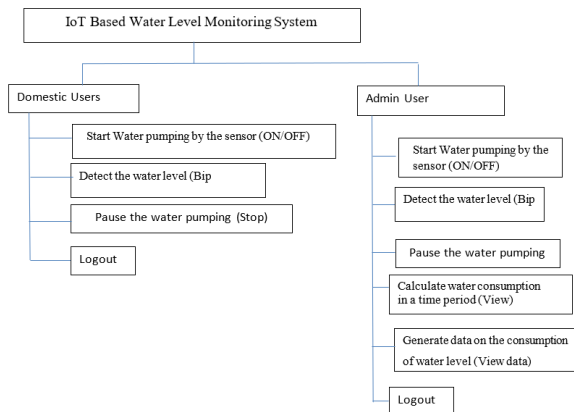 IoT Based Water Level Monitoring System
Domestic Users
Start Water pumping by the sensor (ON/OFF)
Detect the water level (Bip
Pause the water pumping (Stop)
Logout
Admin User
Start Water pumping by the
sensor (ON/OFF)
Detect the water level (Bip
Pause the water pumping
Calculate water consumption
in a time period (View)
Generate data on the consumption
of water level (View data)
Logout